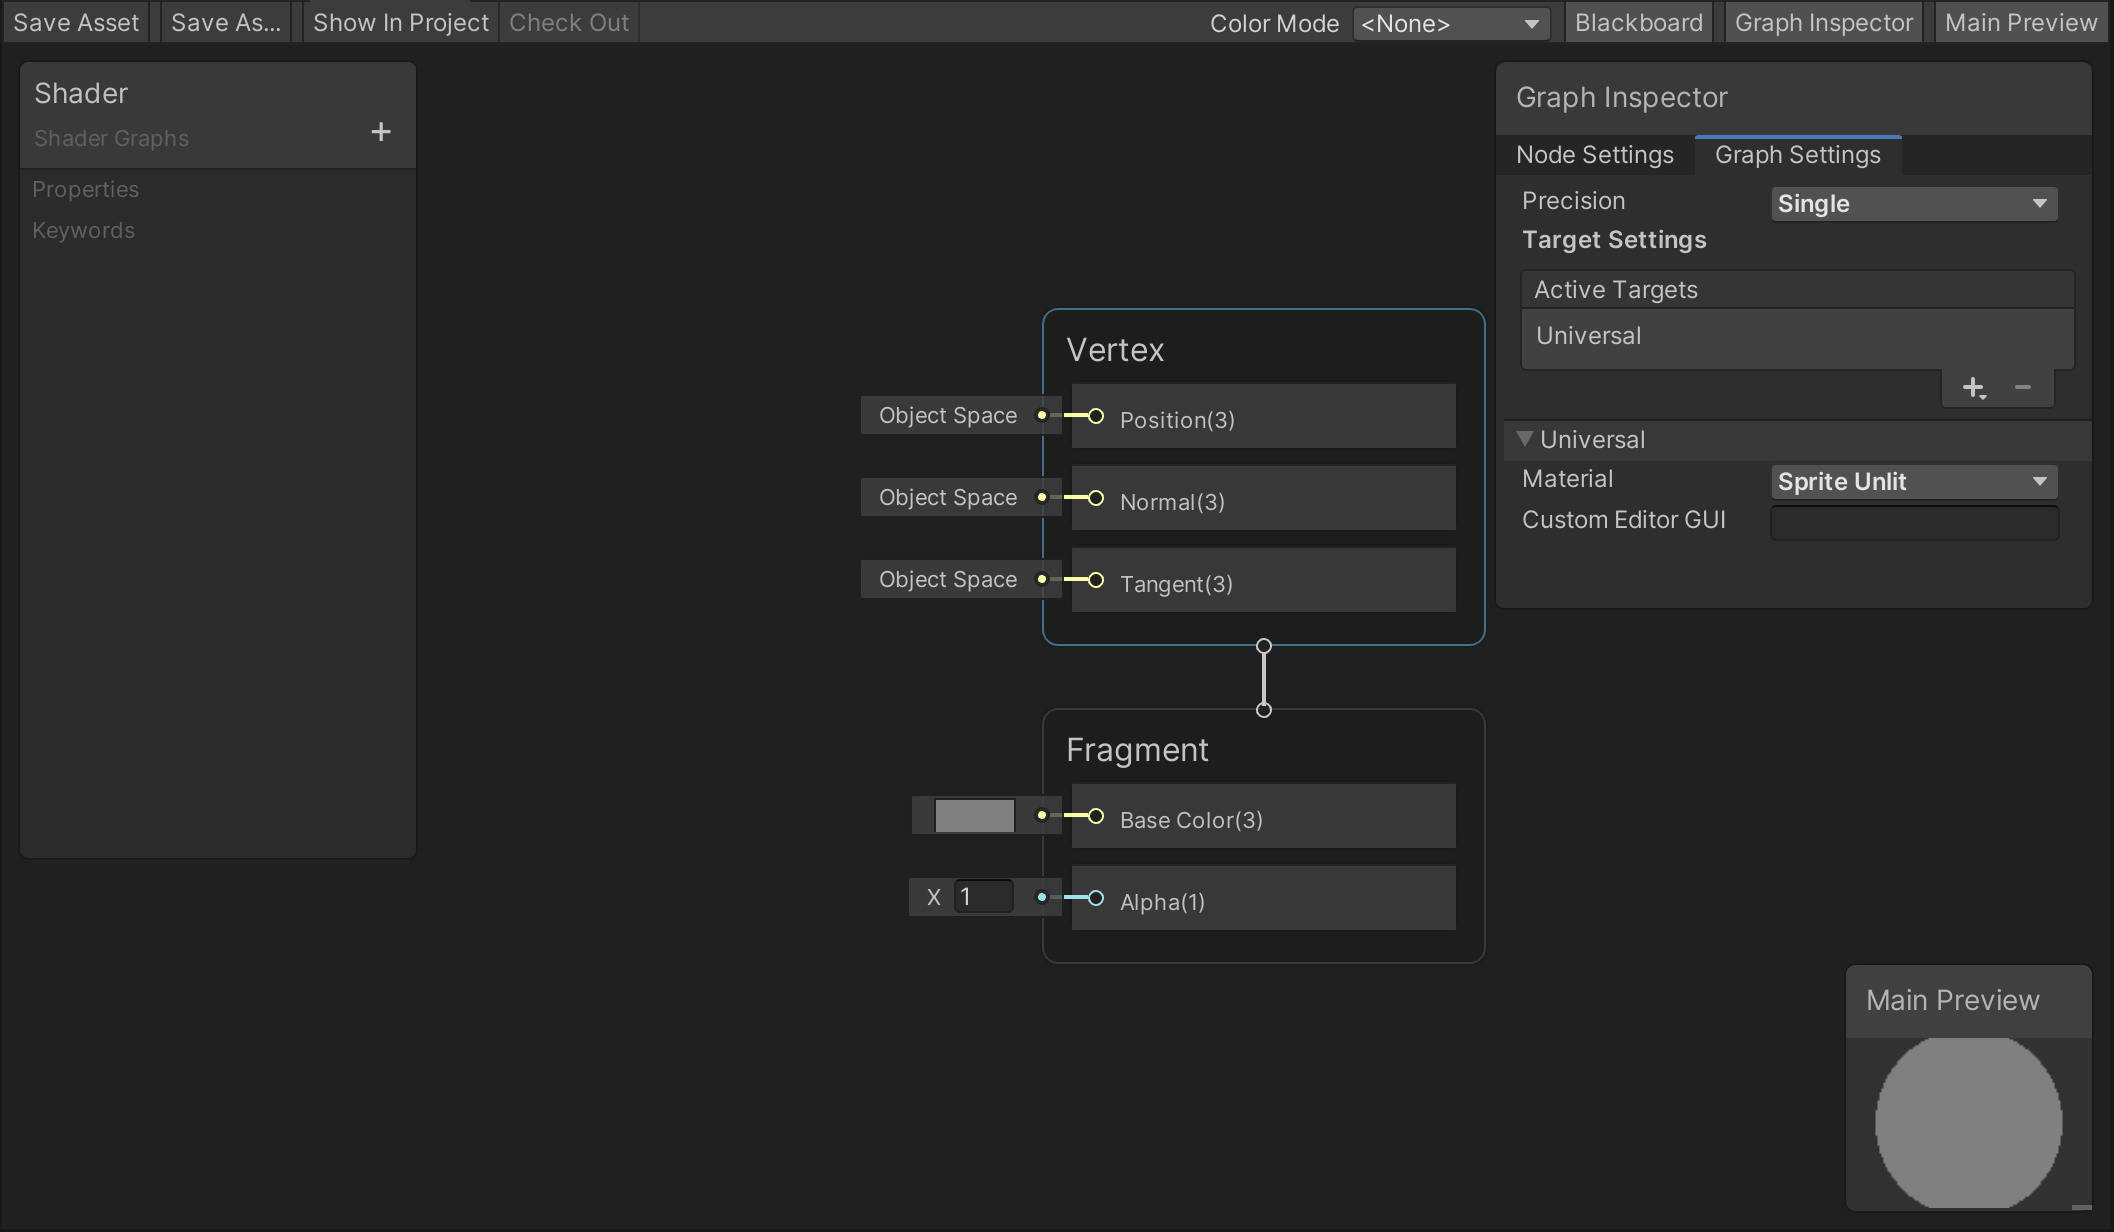 Save Asset Save As... Show In Project Check Out Color Mode <None> Blackboard Graph Inspector Main Preview
Shader
Shader Graphs
+
Properties
Keywords
Vertex
Object Space Position(3)
Object Space Normal(3)
Object Space Tangent(3)
Fragment
Base Color(3)
X 1 Alpha(1)
Graph Inspector
Node Settings Graph Settings
Precision Single
Target Settings
Active Targets
Universal
+ −
Universal
Material Sprite Unlit
Custom Editor GUI
Main Preview